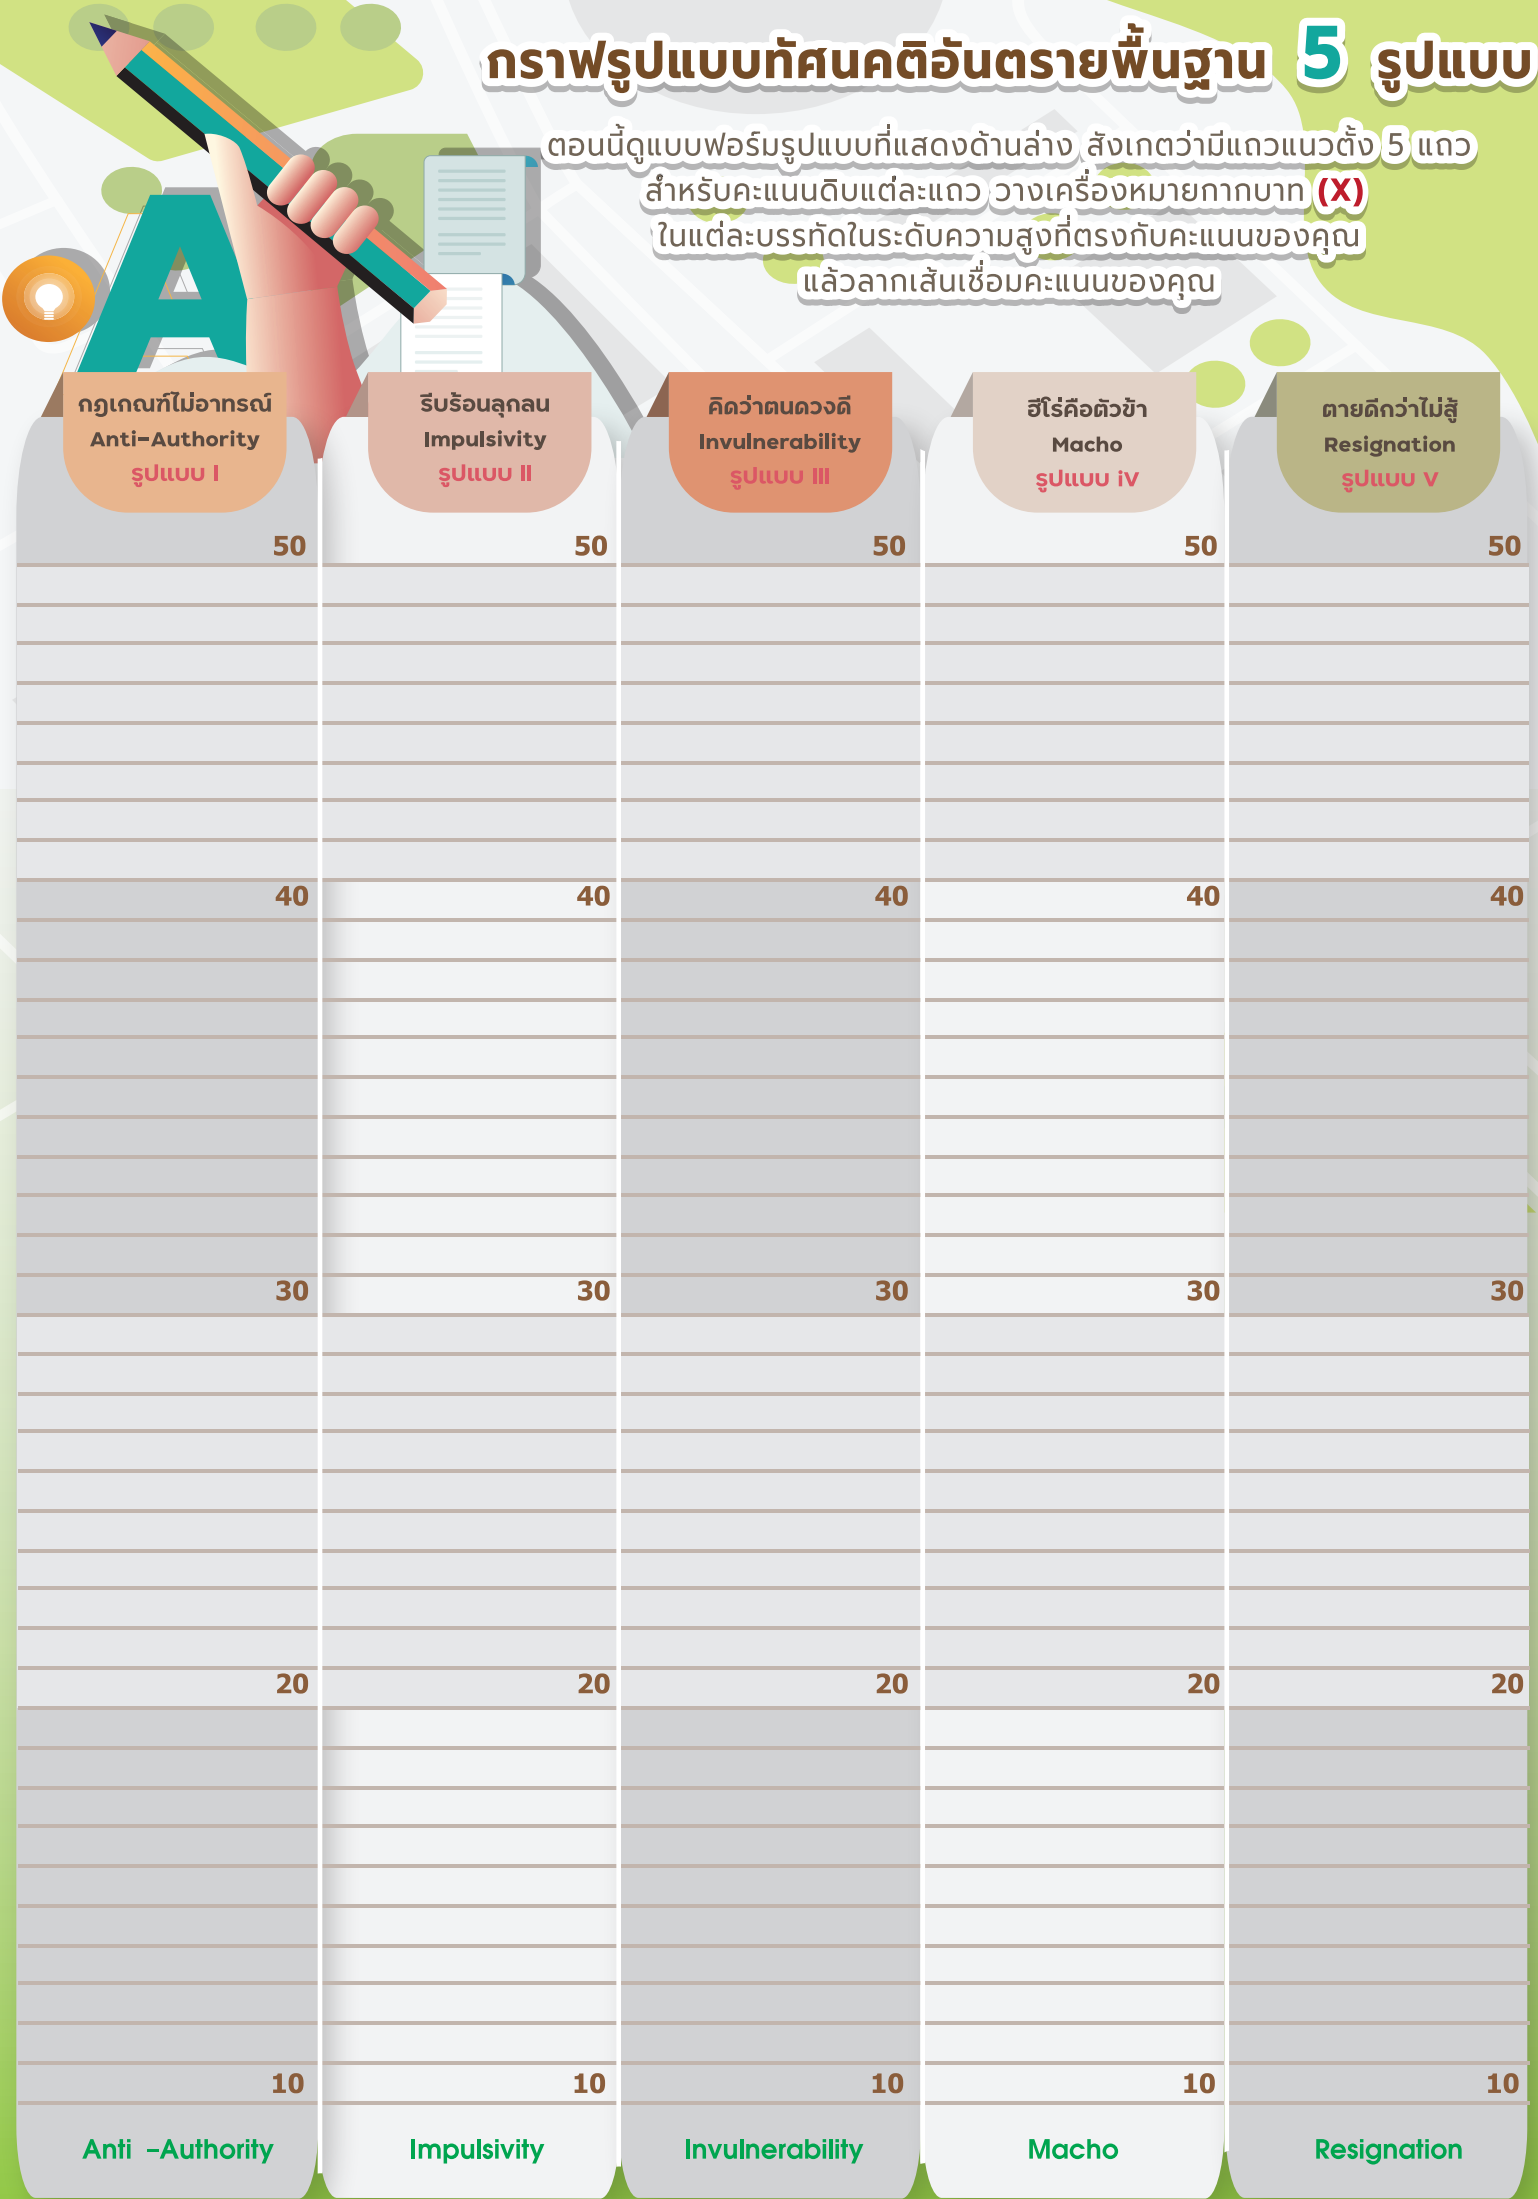 กราฟรูปแบบทัศนคติอันตรายพื้นฐาน 5 รูปแบบ
ตอนนี้ดูแบบฟอร์มรูปแบบที่แสดงด้านล่าง สังเกตว่ามีแถวแนวตั้ง 5 แถว
สำหรับคะแนนดิบแต่ละแถว วางเครื่องหมายกากบาท (X)
ในแต่ละบรรทัดในระดับความสูงที่ตรงกับคะแนนของคุณ
แล้วลากเส้นเชื่อมคะแนนของคุณ
A
กฎเกณฑ์ไม่อาทรณ์
Anti-Authority
รูปแบบ I
รีบร้อนลุกลน
Impulsivity
รูปแบบ II
คิดว่าตนดวงดี
Invulnerability
รูปแบบ III
ฮีโร่คือตัวข้า
Macho
รูปแบบ iV
ตายดีกว่าไม่สู้
Resignation
รูปแบบ V
50 50 50 50 50
40 40 40 40 40
30 30 30 30 30
20 20 20 20 20
10 10 10 10 10
Anti -Authority Impulsivity Invulnerability Macho Resignation